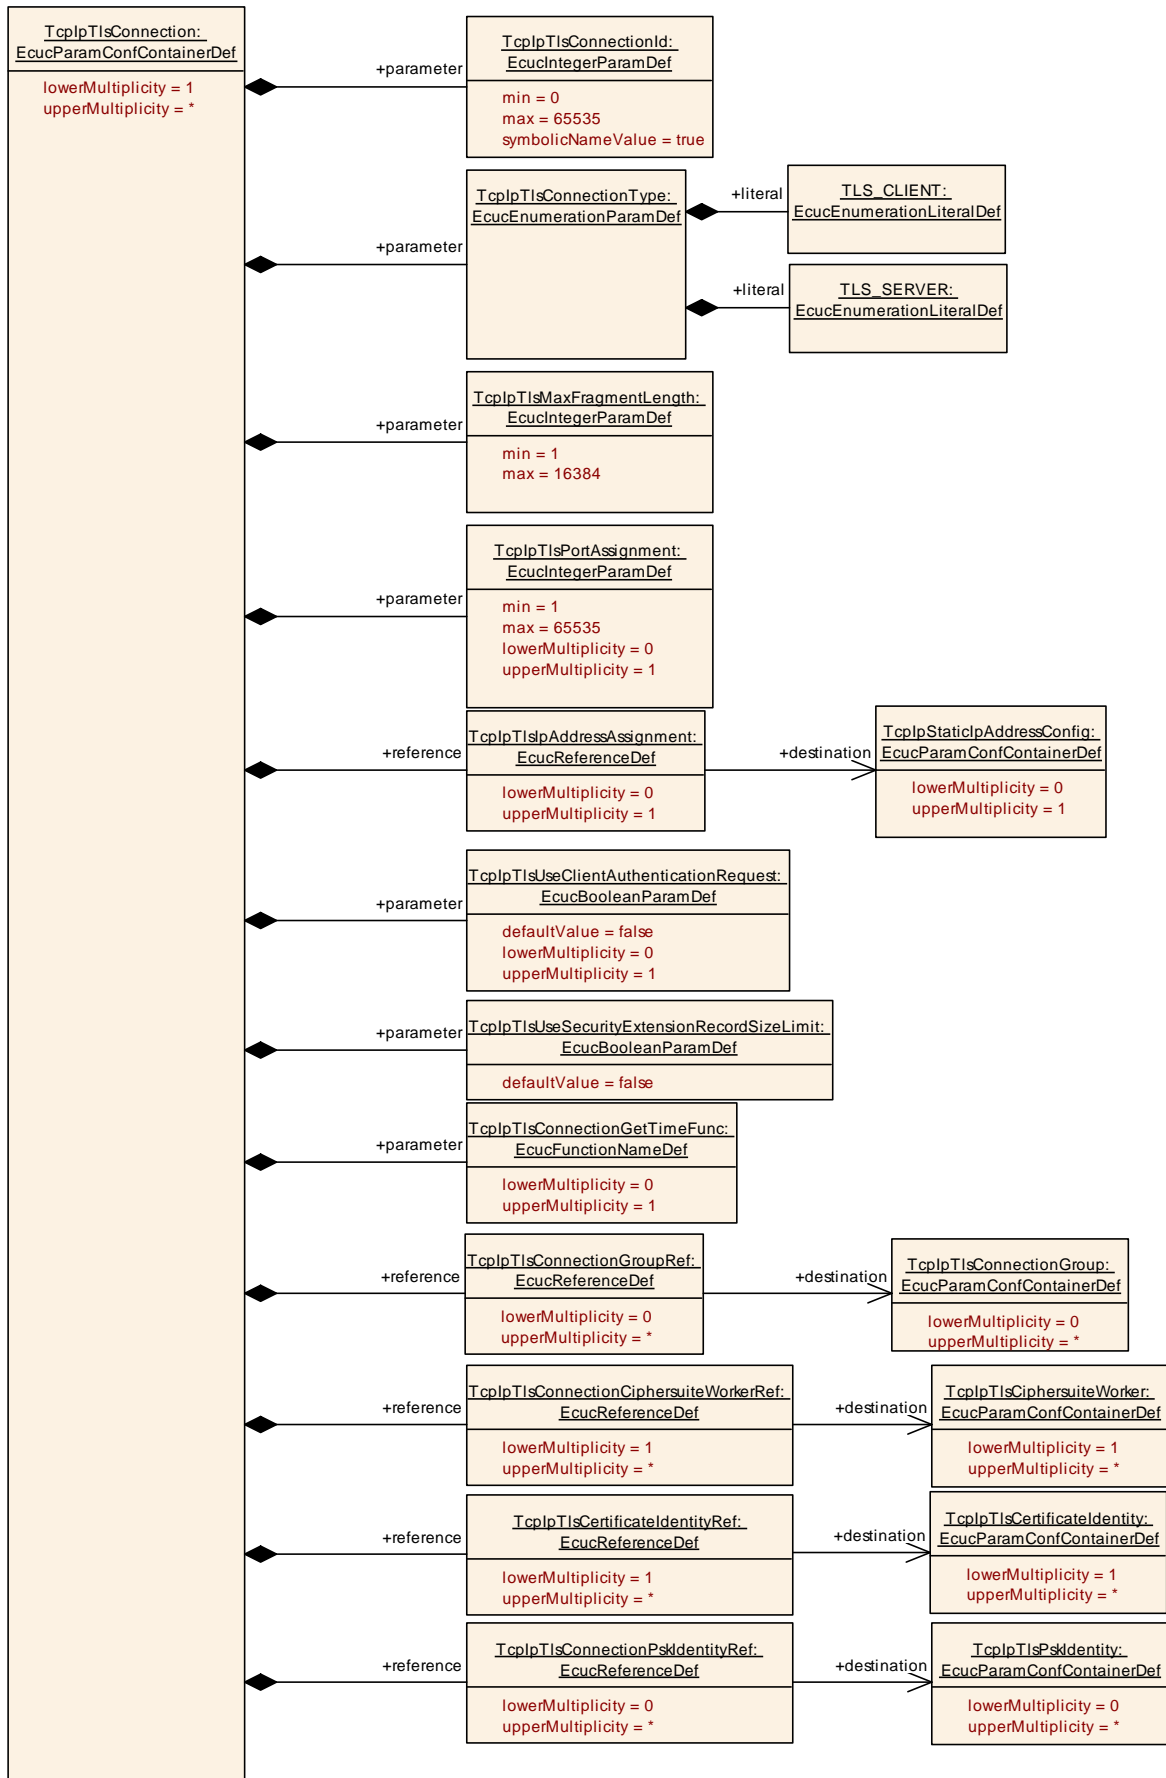 TcpIpTlsConnection:
EcucParamConfContainerDef
lowerMultiplicity = 1
upperMultiplicity = *
+parameter
TcpIpTlsConnectionId:
EcucIntegerParamDef
min = 0
max = 65535
symbolicNameValue = true
+parameter
TcpIpTlsConnectionType:
EcucEnumerationParamDef
+literal
TLS_CLIENT:
EcucEnumerationLiteralDef
+literal
TLS_SERVER:
EcucEnumerationLiteralDef
+parameter
TcpIpTlsMaxFragmentLength:
EcucIntegerParamDef
min = 1
max = 16384
+parameter
TcpIpTlsPortAssignment:
EcucIntegerParamDef
min = 1
max = 65535
lowerMultiplicity = 0
upperMultiplicity = 1
+reference
TcpIpTlsIpAddressAssignment:
EcucReferenceDef
lowerMultiplicity = 0
upperMultiplicity = 1
+destination
TcpIpStaticIpAddressConfig:
EcucParamConfContainerDef
lowerMultiplicity = 0
upperMultiplicity = 1
+parameter
TcpIpTlsUseClientAuthenticationRequest:
EcucBooleanParamDef
defaultValue = false
lowerMultiplicity = 0
upperMultiplicity = 1
+parameter
TcpIpTlsUseSecurityExtensionRecordSizeLimit:
EcucBooleanParamDef
defaultValue = false
+parameter
TcpIpTlsConnectionGetTimeFunc:
EcucFunctionNameDef
lowerMultiplicity = 0
upperMultiplicity = 1
+reference
TcpIpTlsConnectionGroupRef:
EcucReferenceDef
lowerMultiplicity = 0
upperMultiplicity = *
+destination
TcpIpTlsConnectionGroup:
EcucParamConfContainerDef
lowerMultiplicity = 0
upperMultiplicity = *
+reference
TcpIpTlsConnectionCiphersuiteWorkerRef:
EcucReferenceDef
lowerMultiplicity = 1
upperMultiplicity = *
+destination
TcpIpTlsCiphersuiteWorker:
EcucParamConfContainerDef
lowerMultiplicity = 1
upperMultiplicity = *
+reference
TcpIpTlsCertificateIdentityRef:
EcucReferenceDef
lowerMultiplicity = 1
upperMultiplicity = *
+destination
TcpIpTlsCertificateIdentity:
EcucParamConfContainerDef
lowerMultiplicity = 1
upperMultiplicity = *
+reference
TcpIpTlsConnectionPskIdentityRef:
EcucReferenceDef
lowerMultiplicity = 0
upperMultiplicity = *
+destination
TcpIpTlsPskIdentity:
EcucParamConfContainerDef
lowerMultiplicity = 0
upperMultiplicity = *